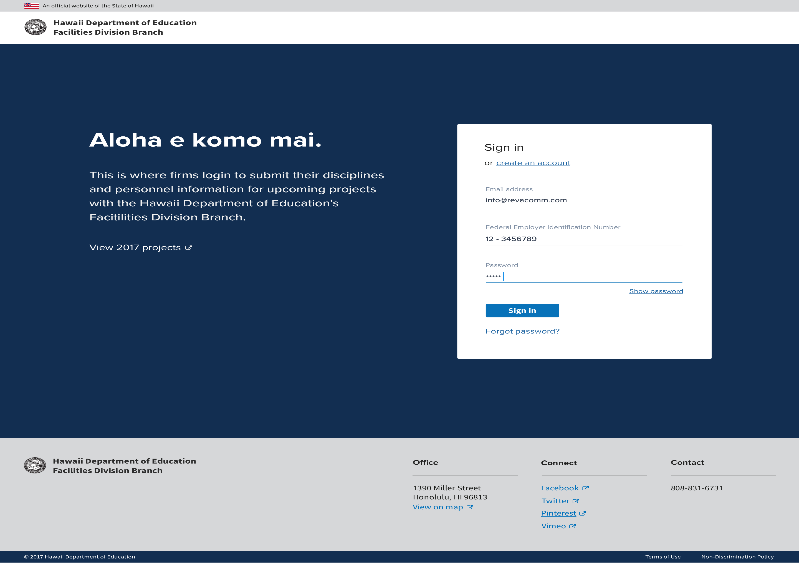 An official website of the State of Hawaii
Hawaii Department of Education
Facilities Division Branch
Aloha e komo mai.
This is where firms login to submit their disciplines
and personnel information for upcoming projects
with the Hawaii Department of Education's
Facitilities Division Branch.
View 2017 projects
Sign in
or create an account
Email address
info@revacomm.com
Federal Employer Identification Number
12 - 3456789
Password
•••••
Show password
Sign in
Forgot password?
Hawaii Department of Education
Facilities Division Branch
Office
1390 Miller Street
Honolulu, HI 96813
View on map
Connect
Facebook
Twitter
Pinterest
Vimeo
Contact
808-831-6731
© 2017 Hawaii Department of Education
Terms of Use
Non-Discrimination Policy